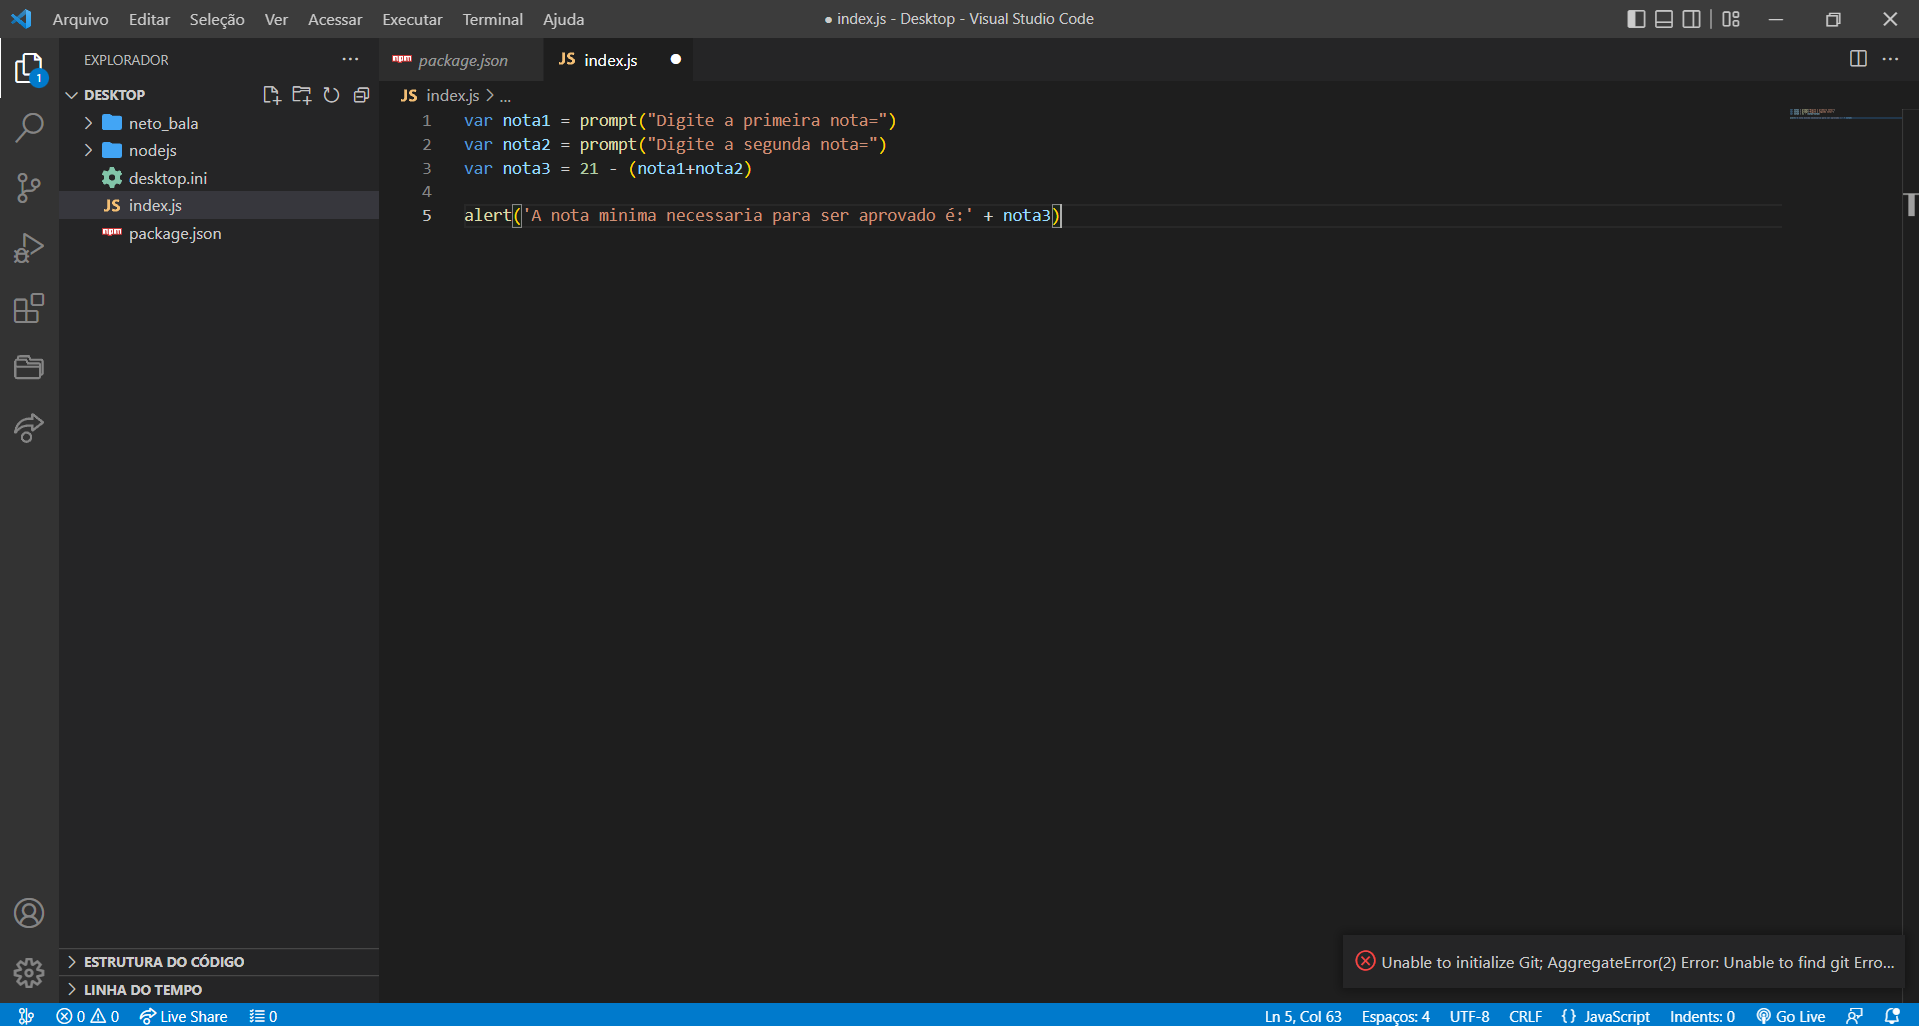 Arquivo Editar Seleção Ver Acessar Executar Terminal Ajuda
● index.js - Desktop - Visual Studio Code
EXPLORADOR ...
npm package.json
JS index.js
1
DESKTOP
JS index.js > ...
neto_bala
nodejs
desktop.ini
JS index.js
npm package.json
1 var nota1 = prompt("Digite a primeira nota=")
2 var nota2 = prompt("Digite a segunda nota=")
3 var nota3 = 21 - (nota1+nota2)
4
5 alert('A nota minima necessaria para ser aprovado é:' + nota3)
ESTRUTURA DO CÓDIGO
LINHA DO TEMPO
Unable to initialize Git; AggregateError(2) Error: Unable to find git Erro...
0 0 Live Share 0
Ln 5, Col 63 Espaços: 4 UTF-8 CRLF {} JavaScript Indents: 0 Go Live